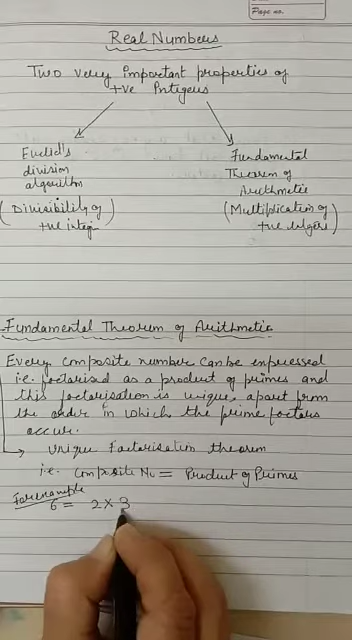 Page no.
Real Numbers
Two very important properties of
+ve Integers
Euclid's
division
algorithm
(Divisibility of
+ve integ)
Fundamental
Theorem of
Arithmetic
(Multiplication of
+ve integers)
Fundamental Theorem of Arithmetic
Every composite number can be expressed
i.e. factorised as a product of primes and
this factorisation is unique, apart from
the order in which the prime factors
occur.
Unique Factorisation theorem
i.e. Composite No = Product of Primes
For example
6 = 2 × 3